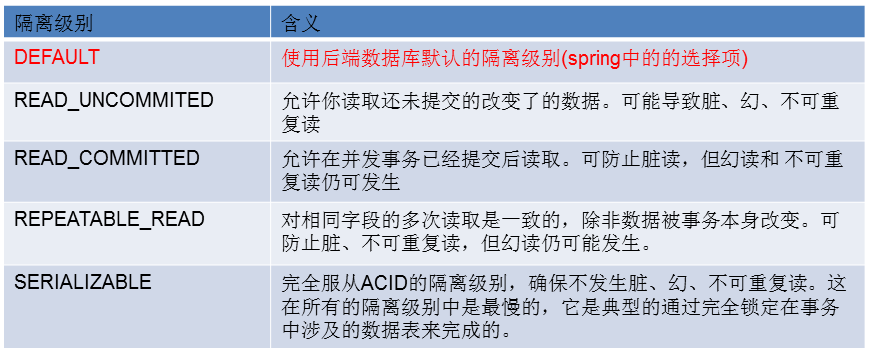 隔离级别 含义
DEFAULT 使用后端数据库默认的隔离级别(spring中的的选择项)
READ_UNCOMMITED 允许你读取还未提交的改变了的数据。可能导致脏、幻、不可重
复读
READ_COMMITTED 允许在并发事务已经提交后读取。可防止脏读，但幻读和 不可重
复读仍可发生
REPEATABLE_READ 对相同字段的多次读取是一致的，除非数据被事务本身改变。可
防止脏、不可重复读，但幻读仍可能发生。
SERIALIZABLE 完全服从ACID的隔离级别，确保不发生脏、幻、不可重复读。这
在所有的隔离级别中是最慢的，它是典型的通过完全锁定在事务
中涉及的数据表来完成的。